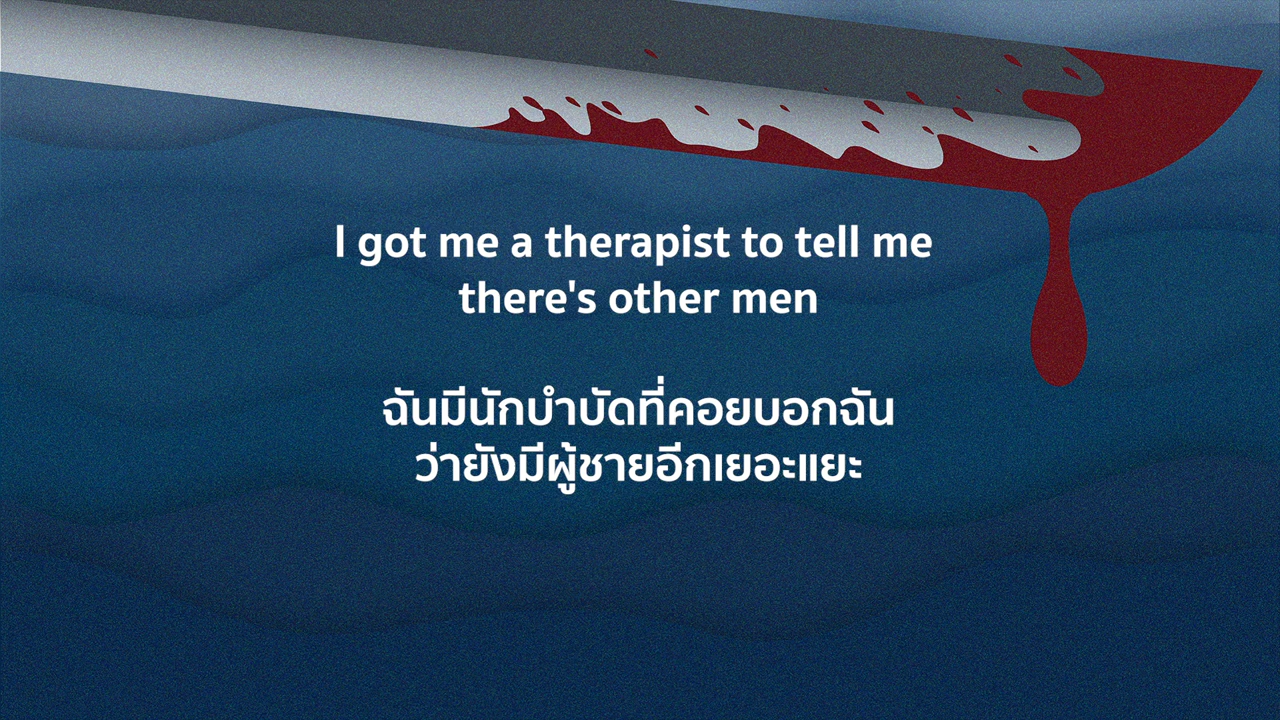 I got me a therapist to tell me
there's other men
ฉันมีนักบำบัดที่คอยบอกฉัน
ว่ายังมีผู้ชายอีกเยอะแยะ